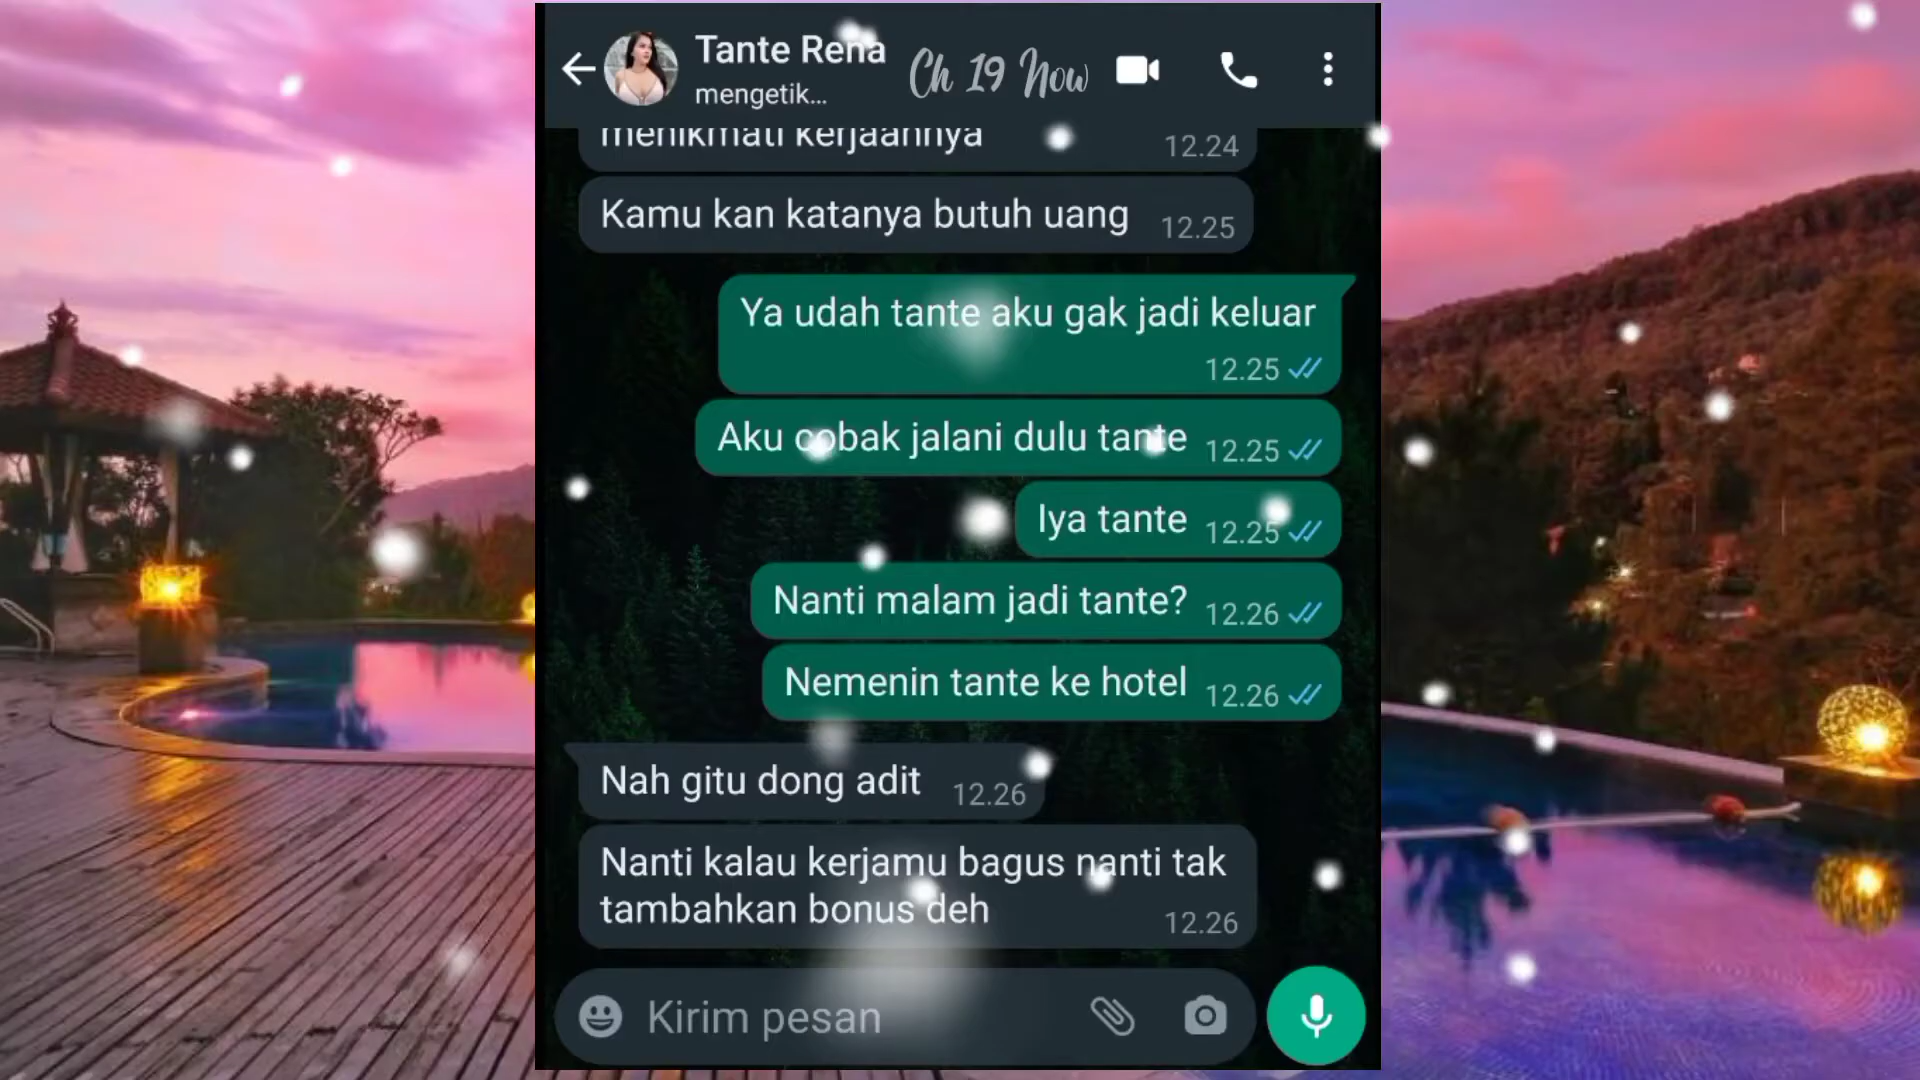 Tante Rena
mengetik...
Ch 19 Now
menikmati kerjaannya
12.24
Kamu kan katanya butuh uang
12.25
Ya udah tante aku gak jadi keluar
12.25
Aku cobak jalani dulu tante
12.25
Iya tante
12.25
Nanti malam jadi tante?
12.26
Nemenin tante ke hotel
12.26
Nah gitu dong adit
12.26
Nanti kalau kerjamu bagus nanti tak
tambahkan bonus deh
12.26
Kirim pesan